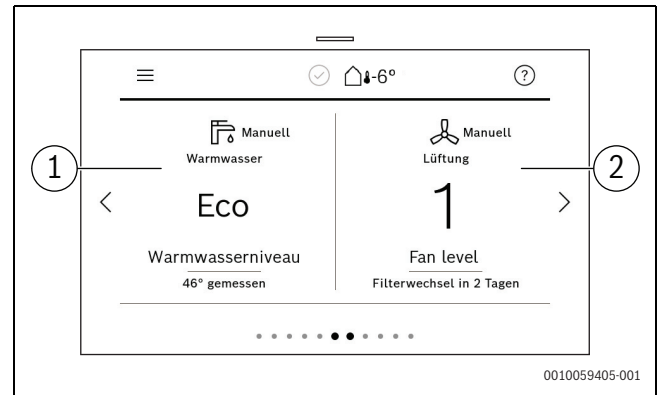 -6°
?
Manuell
Warmwasser
Eco
Warmwasserniveau
46° gemessen
Manuell
Lüftung
1
Fan level
Filterwechsel in 2 Tagen
1
2
0010059405-001